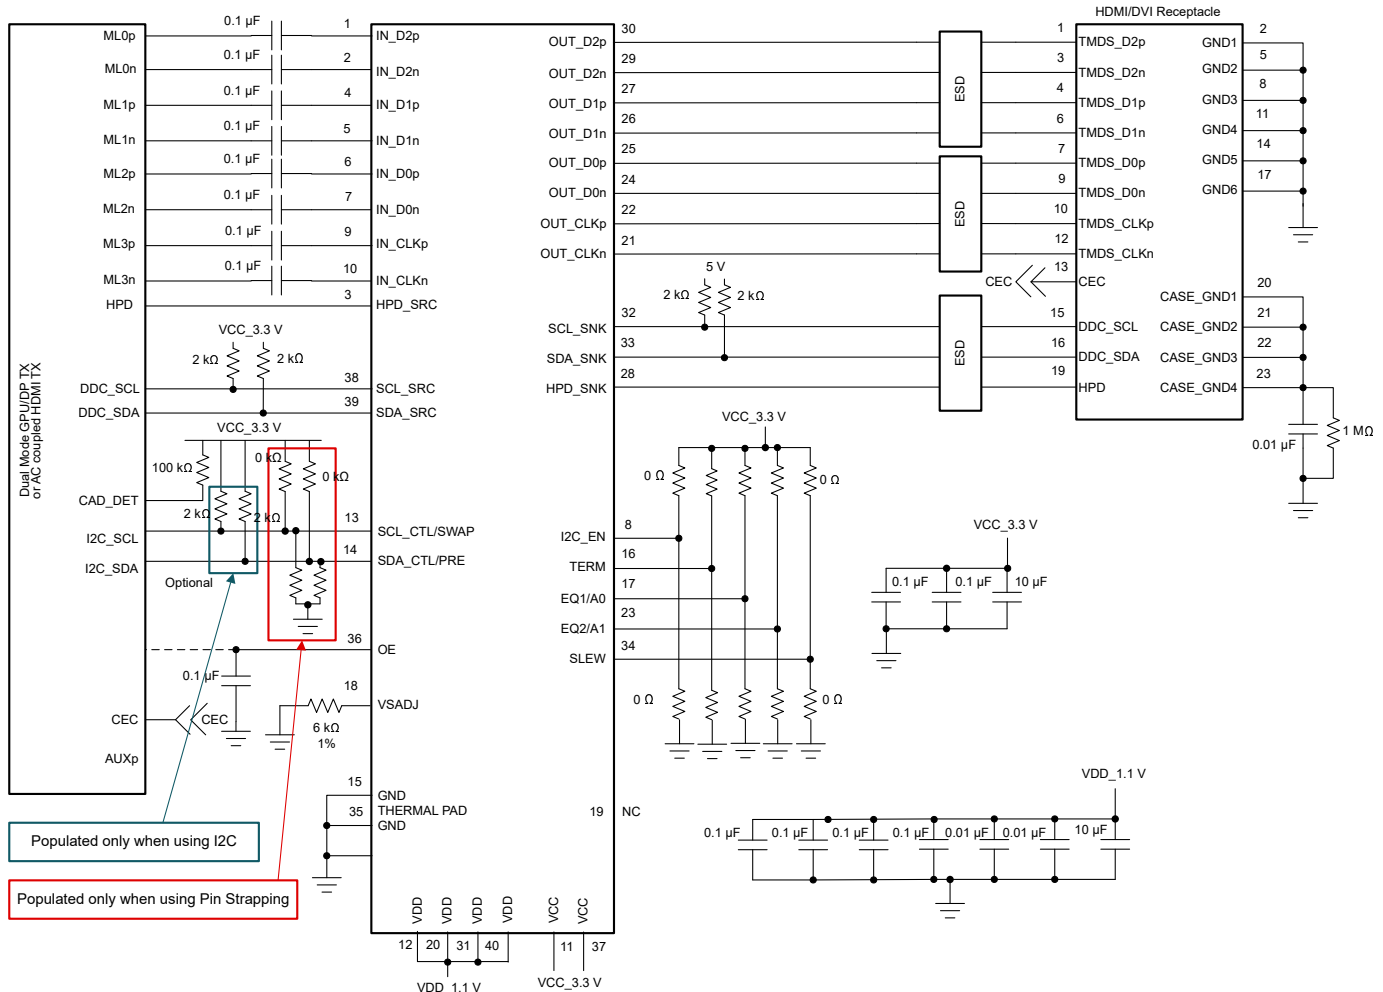 HDMI/DVI Receptacle
Dual Mode GPU/DP TX
or AC coupled HDMI TX
ML0p
0.1 µF
1
IN_D2p
ML0n
0.1 µF
2
IN_D2n
ML1p
0.1 µF
4
IN_D1p
ML1n
0.1 µF
5
IN_D1n
ML2p
0.1 µF
6
IN_D0p
ML2n
0.1 µF
7
IN_D0n
ML3p
0.1 µF
9
IN_CLKp
ML3n
0.1 µF
10
IN_CLKn
HPD
3
HPD_SRC
VCC_3.3 V
2 kΩ
2 kΩ
DDC_SCL
38
SCL_SRC
DDC_SDA
39
SDA_SRC
VCC_3.3 V
100 kΩ
0 kΩ
0 kΩ
CAD_DET
2 kΩ
2 kΩ
I2C_SCL
13
SCL_CTL/SWAP
I2C_SDA
14
SDA_CTL/PRE
Optional
36
OE
0.1 µF
18
VSADJ
6 kΩ
1%
CEC
CEC
AUXp
15
GND
35
THERMAL PAD
GND
Populated only when using I2C
Populated only when using Pin Strapping
VDD
VDD
VDD
VDD
VCC
VCC
12
20
31
40
11
37
VDD_1.1 V
VCC_3.3 V
19
NC
OUT_D2p
30
OUT_D2n
29
OUT_D1p
27
OUT_D1n
26
OUT_D0p
25
OUT_D0n
24
OUT_CLKp
22
OUT_CLKn
21
5 V
2 kΩ
2 kΩ
SCL_SNK
32
SDA_SNK
33
HPD_SNK
28
ESD
ESD
ESD
1
TMDS_D2p
3
TMDS_D2n
4
TMDS_D1p
6
TMDS_D1n
7
TMDS_D0p
9
TMDS_D0n
10
TMDS_CLKp
12
TMDS_CLKn
CEC
13
CEC
15
DDC_SCL
16
DDC_SDA
19
HPD
GND1
2
GND2
5
GND3
8
GND4
11
GND5
14
GND6
17
CASE_GND1
20
CASE_GND2
21
CASE_GND3
22
CASE_GND4
23
0.01 µF
1 MΩ
VCC_3.3 V
0 Ω
0 Ω
I2C_EN
8
TERM
16
EQ1/A0
17
EQ2/A1
23
SLEW
34
0 Ω
0 Ω
VCC_3.3 V
0.1 µF
0.1 µF
10 µF
VDD_1.1 V
0.1 µF
0.1 µF
0.1 µF
0.1 µF
0.01 µF
0.01 µF
10 µF